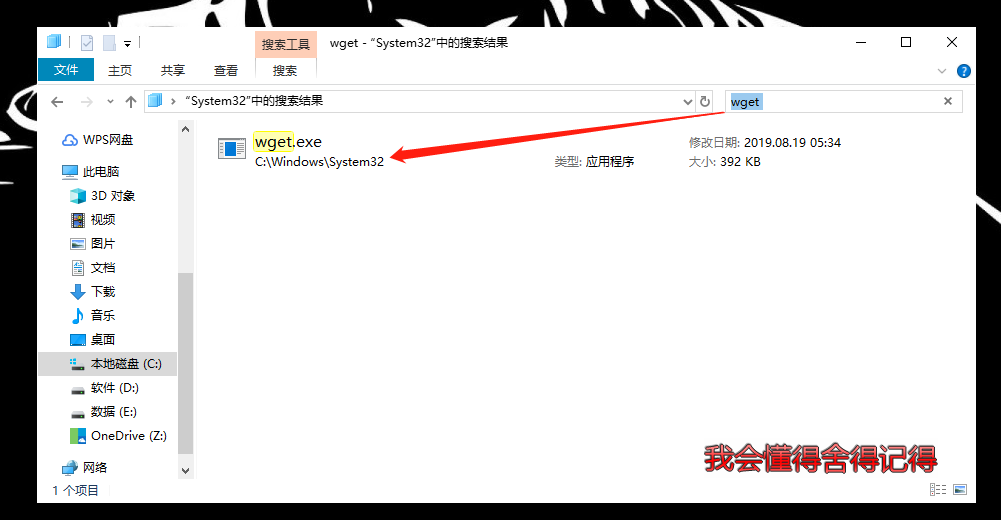 搜索工具
wget - “System32”中的搜索结果
文件
主页
共享
查看
搜索
“System32”中的搜索结果
wget
WPS网盘
此电脑
3D 对象
视频
图片
文档
下载
音乐
桌面
本地磁盘 (C:)
软件 (D:)
数据 (E:)
OneDrive (Z:)
网络
wget.exe
C:\Windows\System32
类型: 应用程序
修改日期: 2019.08.19 05:34
大小: 392 KB
我会懂得舍得记得
1 个项目